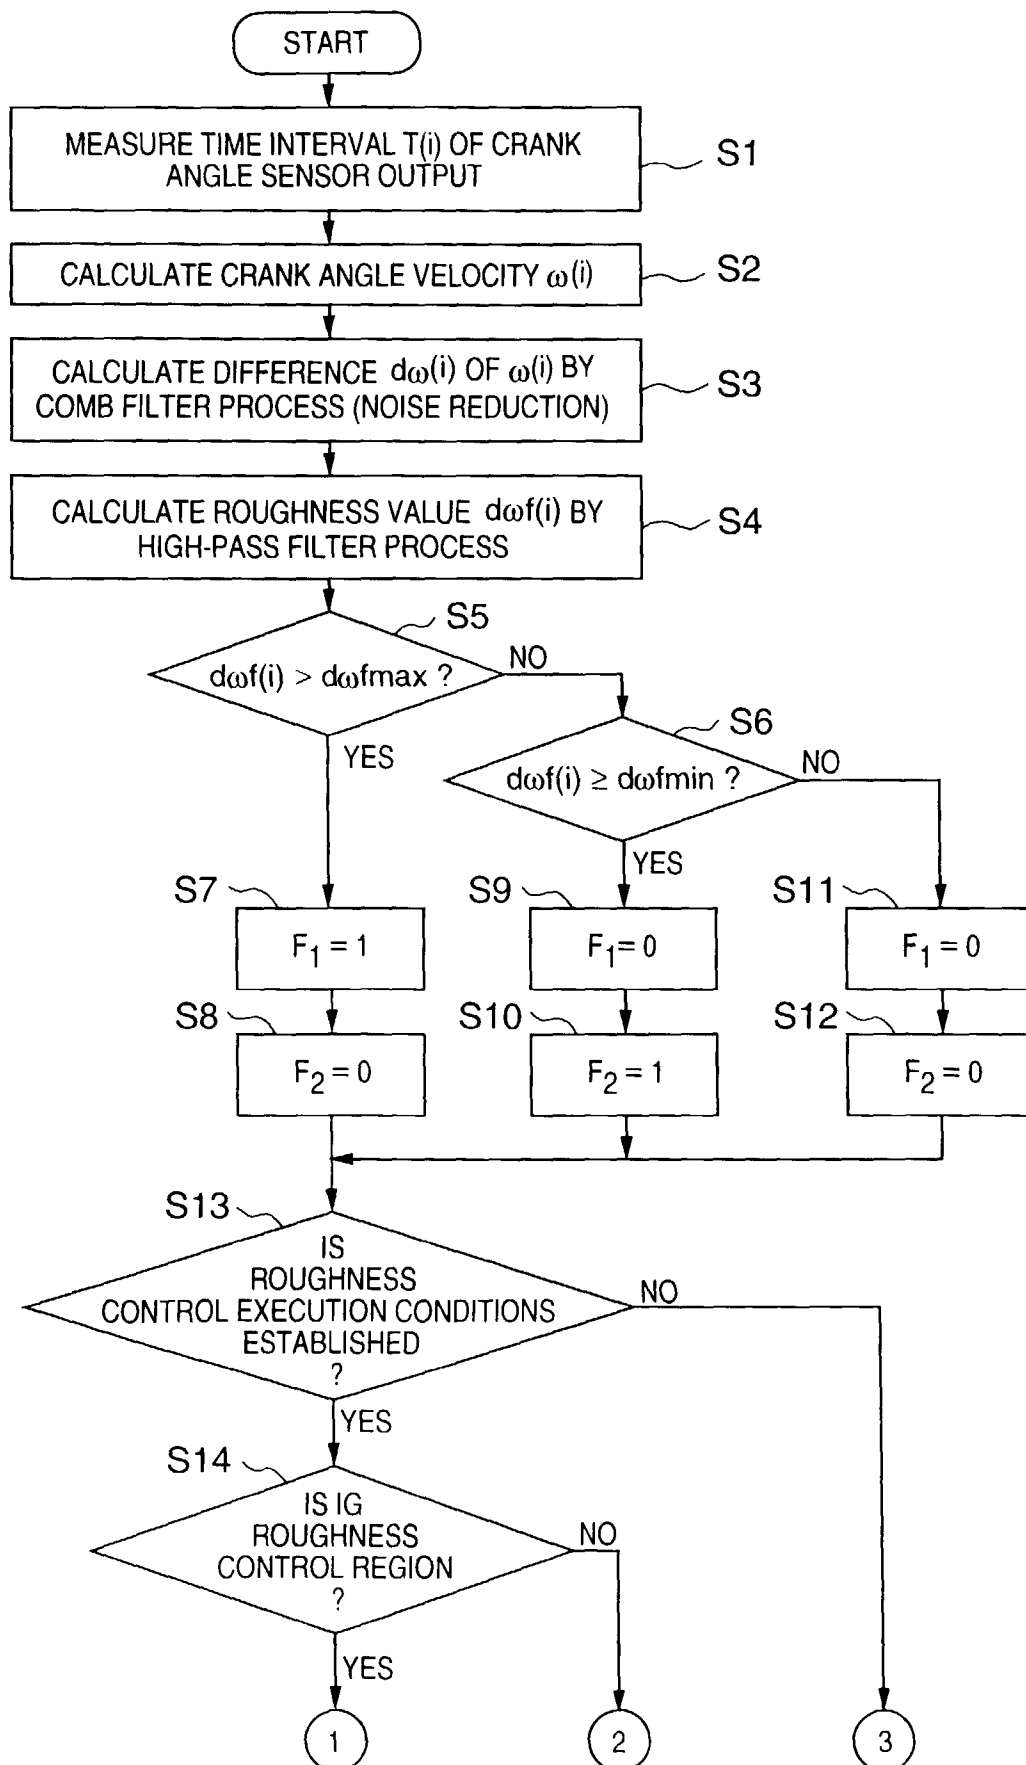 START
MEASURE TIME INTERVAL T(i) OF CRANK
ANGLE SENSOR OUTPUT
S1
CALCULATE CRANK ANGLE VELOCITY ω(i)
S2
CALCULATE DIFFERENCE dω(i) OF ω(i) BY
COMB FILTER PROCESS (NOISE REDUCTION)
S3
CALCULATE ROUGHNESS VALUE dωf(i) BY
HIGH-PASS FILTER PROCESS
S4
S5
dωf(i) > dωfmax ?
NO
YES
S6
dωf(i) ≥ dωfmin ?
NO
YES
S7
F1 = 1
S9
F1= 0
S11
F1 = 0
S8
F2 = 0
S10
F2 = 1
S12
F2 = 0
S13
IS
ROUGHNESS
CONTROL EXECUTION CONDITIONS
ESTABLISHED
?
NO
YES
S14
IS IG
ROUGHNESS
CONTROL REGION
?
NO
YES
1
2
3